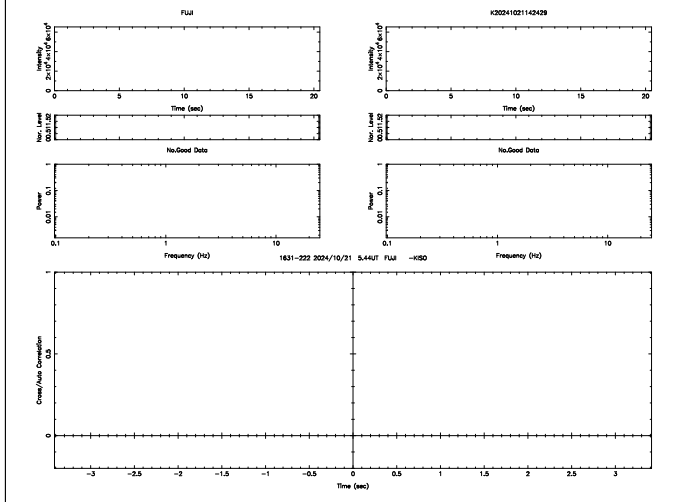 FUJI
K20241021142429
Intensity
0 2×10⁴ 4×10⁴ 6×10⁴
0 5 10 15 20
Time (sec)
Intensity
0 2×10⁴ 4×10⁴ 6×10⁴
0 5 10 15 20
Time (sec)
Nor. Level
0 0.5 1 1.5 2
Nor. Level
0 0.5 1 1.5 2
No.Good Data
No.Good Data
Power
1 0.1 0.01
0.1 1 10
Frequency (Hz)
Power
1 0.1 0.01
0.1 1 10
Frequency (Hz)
1631-222 2024/10/21 5.44UT FUJI -KISO
Cross/Auto Correlation
1 0.5 0
-3 -2.5 -2 -1.5 -1 -0.5 0 0.5 1 1.5 2 2.5 3
Time (sec)